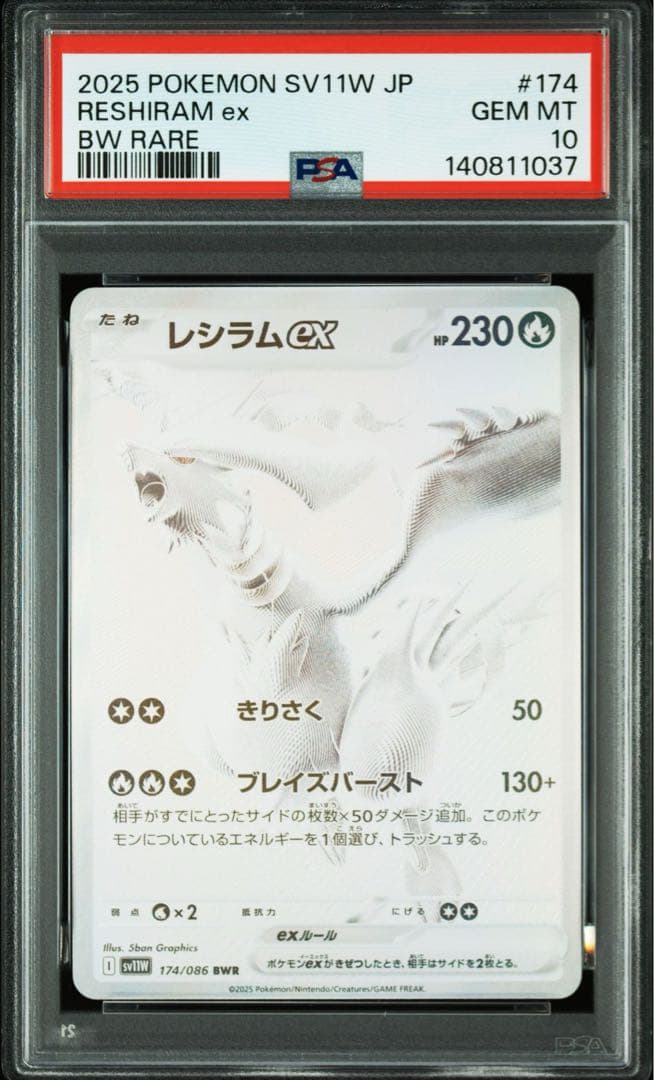 2025 POKEMON SV11W JP #174
RESHIRAM ex GEM MT
BW RARE 10
PSA 140811037
たね レシラムex HP 230
きりさく 50
ブレイズバースト 130+
相手がすでにとったサイドの枚数×50ダメージ追加。このポケ
モンについているエネルギーを1個選び、トラッシュする。
弱点 ×2 抵抗力 にげる
exルール
Illus. 5ban Graphics
I sv11W 174/086 BWR
ポケモンexがきぜつしたとき、相手はサイドを2枚とる。
©2025 Pokémon/Nintendo/Creatures/GAME FREAK.
PSA